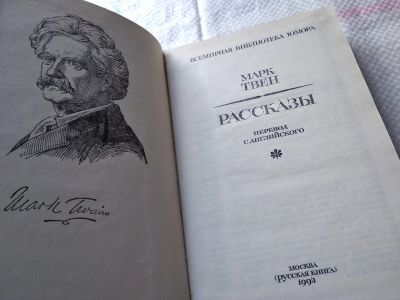 Mark Twain
ВСЕМИРНАЯ БИБЛИОТЕКА ЮМОРА
МАРК
ТВЕН
РАССКАЗЫ
ПЕРЕВОД
С АНГЛИЙСКОГО
МОСКВА
«РУССКАЯ КНИГА»
1993